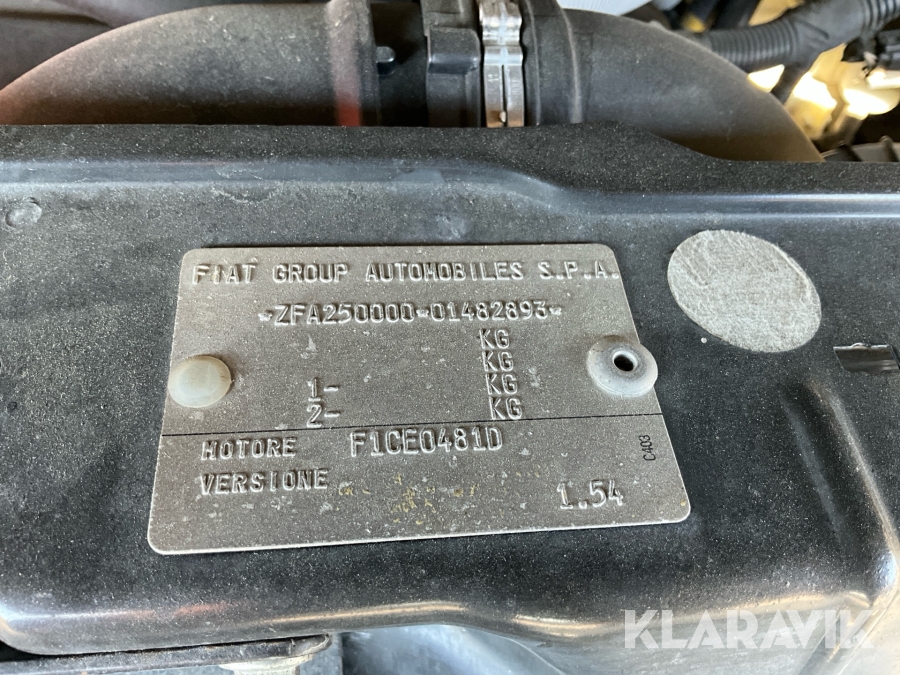 FIAT GROUP AUTOMOBILES S.P.A.
*ZFA250000*01482893*
KG
KG
1- KG
2- KG
MOTORE F1CE0481D
VERSIONE
1.54
C403
KLARAVIK